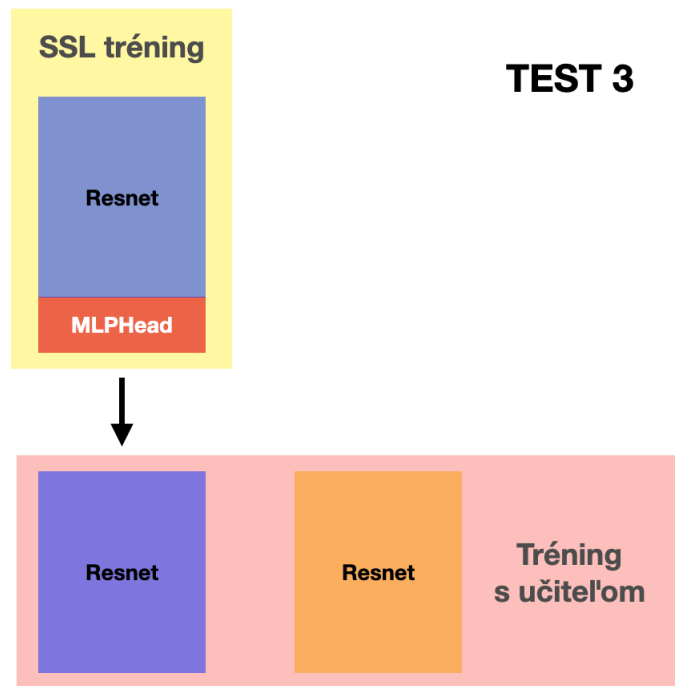 SSL tréning
TEST 3
Resnet
MLPHead
Resnet
Resnet
Tréning
s učiteľom